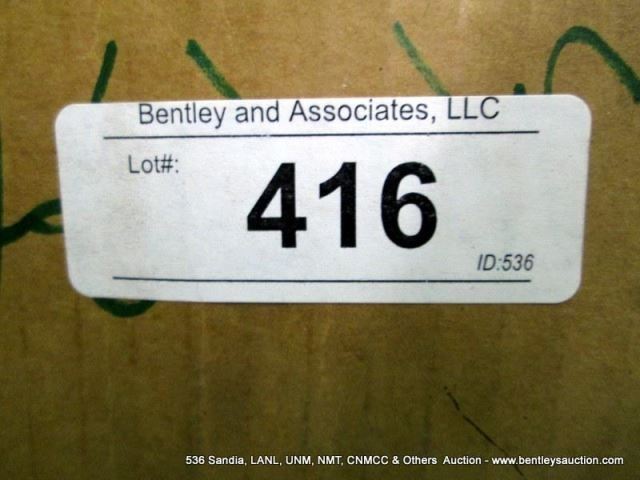 Bentley and Associates, LLC
Lot#:
416
ID:536
536 Sandia, LANL, UNM, NMT, CNMCC & Others Auction - www.bentleysauction.com